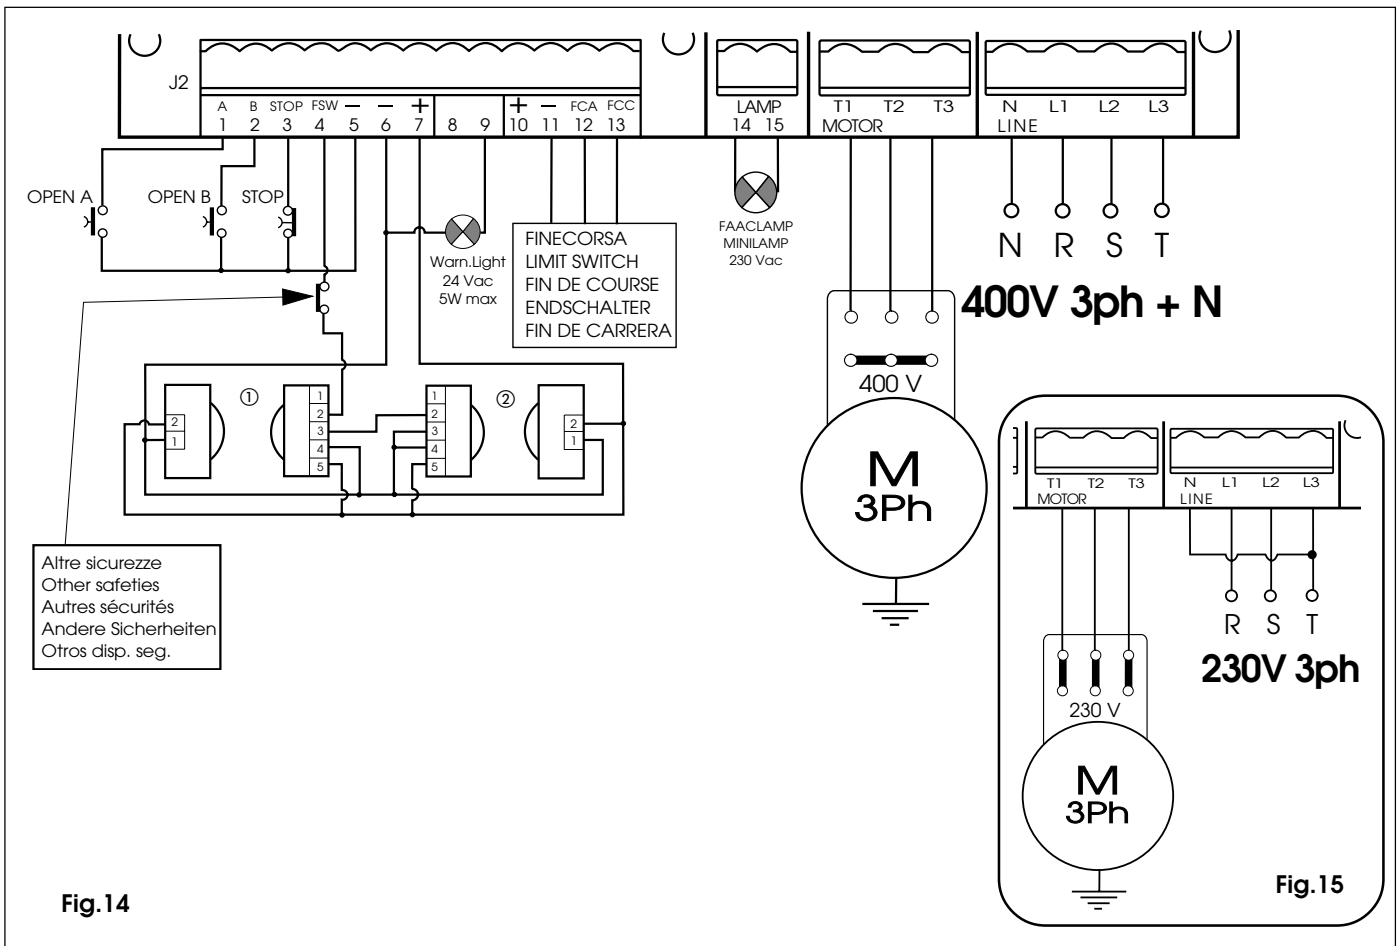 J2
A B STOP FSW − − + + − FCA FCC
1 2 3 4 5 6 7 8 9 10 11 12 13
LAMP
14 15
T1 T2 T3
MOTOR
N L1 L2 L3
LINE
OPEN A
OPEN B
STOP
Warn.Light
24 Vac
5W max
FINECORSA
LIMIT SWITCH
FIN DE COURSE
ENDSCHALTER
FIN DE CARRERA
FAACLAMP
MINILAMP
230 Vac
N R S T
400V 3ph + N
400 V
M
3Ph
①
②
2
1
1
2
3
4
5
1
2
3
4
5
2
1
Altre sicurezze
Other safeties
Autres sécurités
Andere Sicherheiten
Otros disp. seg.
T1 T2 T3
MOTOR
N L1 L2 L3
LINE
R S T
230V 3ph
230 V
M
3Ph
Fig.15
Fig.14